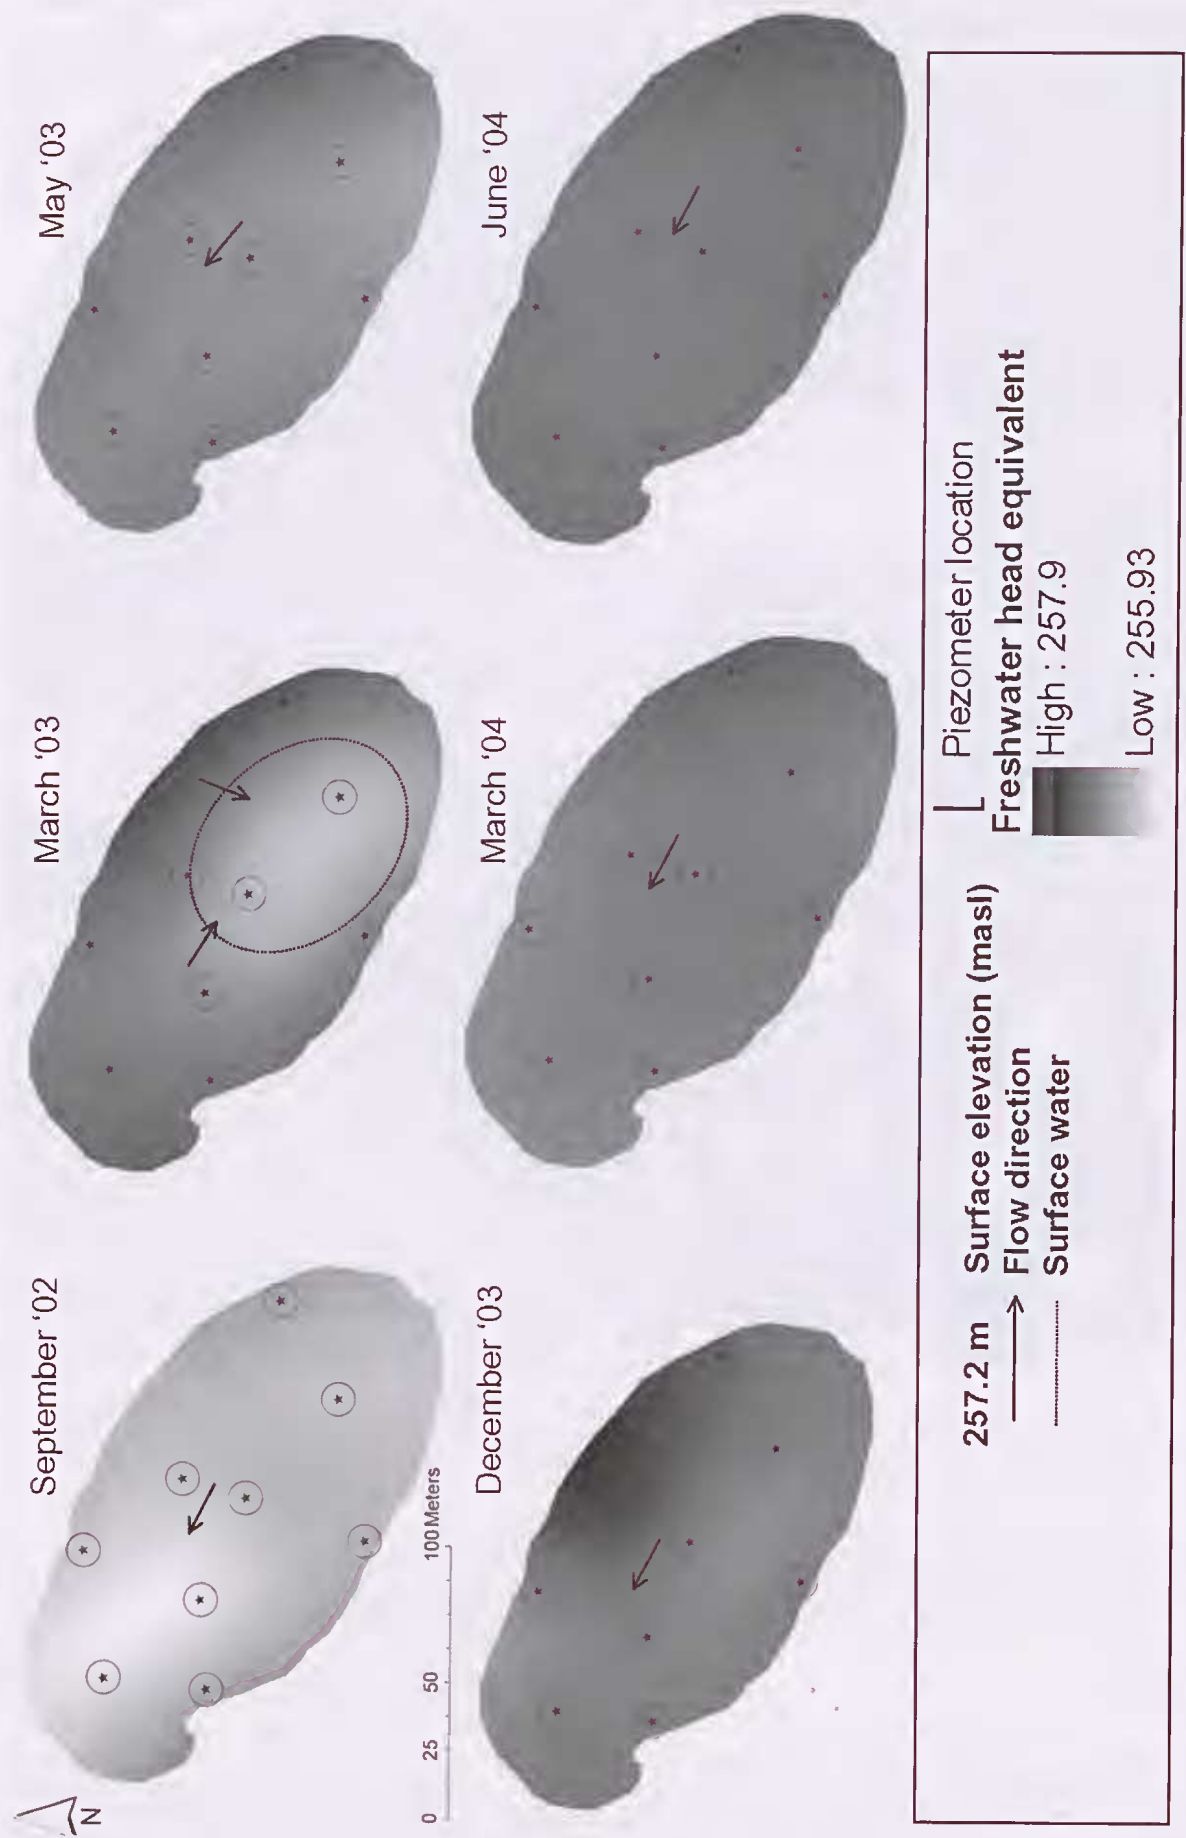 September '02
March '03
May '03
December '03
March '04
June '04
N
0 25 50 100 Meters
257.2 m Surface elevation (masl)
Flow direction
Surface water
Piezometer location
Freshwater head equivalent
High : 257.9
Low : 255.93